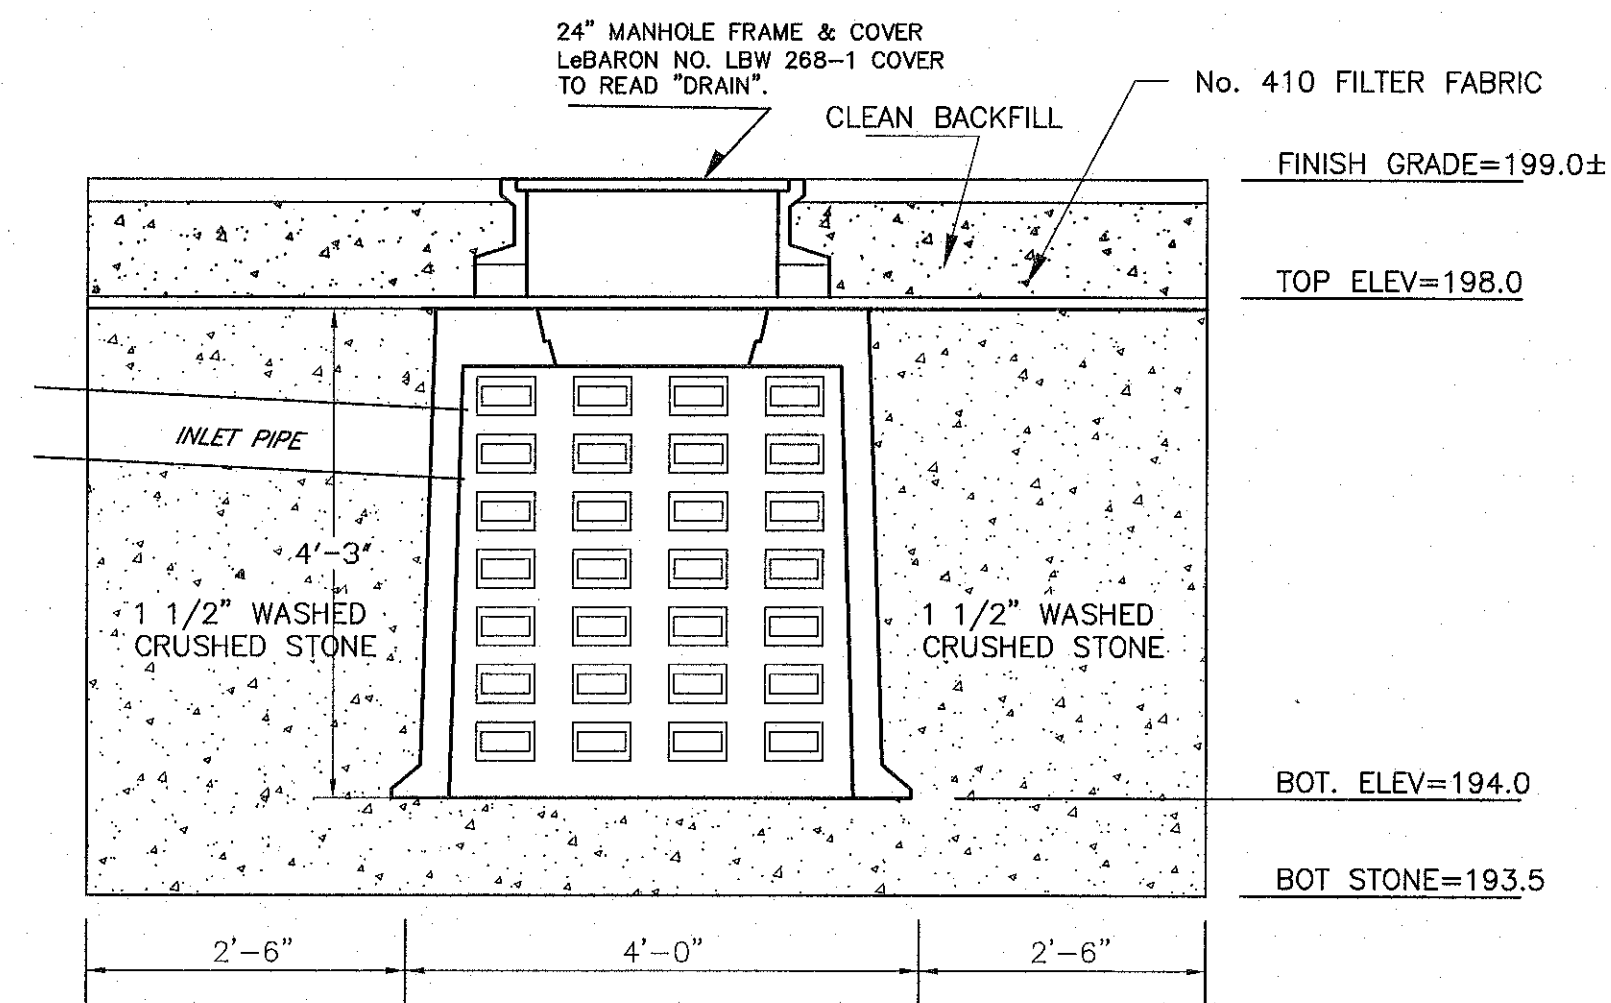 24" MANHOLE FRAME & COVER
LeBARON NO. LBW 268-1 COVER
TO READ "DRAIN".
No. 410 FILTER FABRIC
CLEAN BACKFILL
FINISH GRADE=199.0±
TOP ELEV=198.0
INLET PIPE
4'-3"
1 1/2" WASHED
CRUSHED STONE
1 1/2" WASHED
CRUSHED STONE
BOT. ELEV=194.0
BOT STONE=193.5
2'-6"
4'-0"
2'-6"